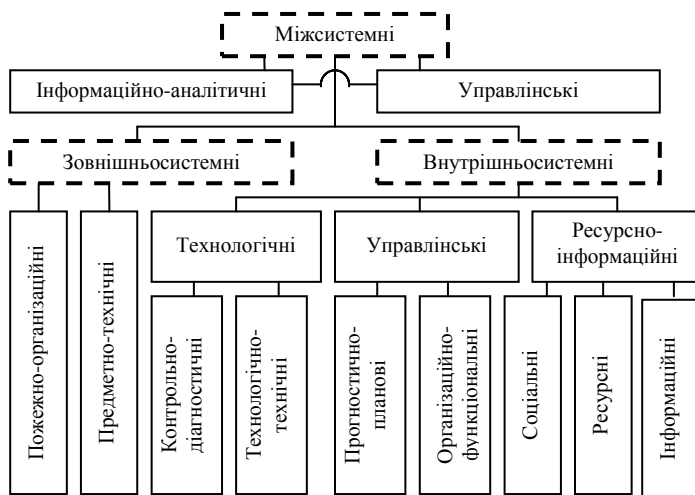 Міжсистемні
Інформаційно-аналітичні
Управлінські
Зовнішньосистемні
Внутрішньосистемні
Технологічні
Управлінські
Ресурсно-
інформаційні
Пожежно-організаційні
Предметно-технічні
Контрольно-
діагностичні
Технологічно-
технічні
Прогностично-
планові
Організаційно-
функціональні
Соціальні
Ресурсні
Інформаційні